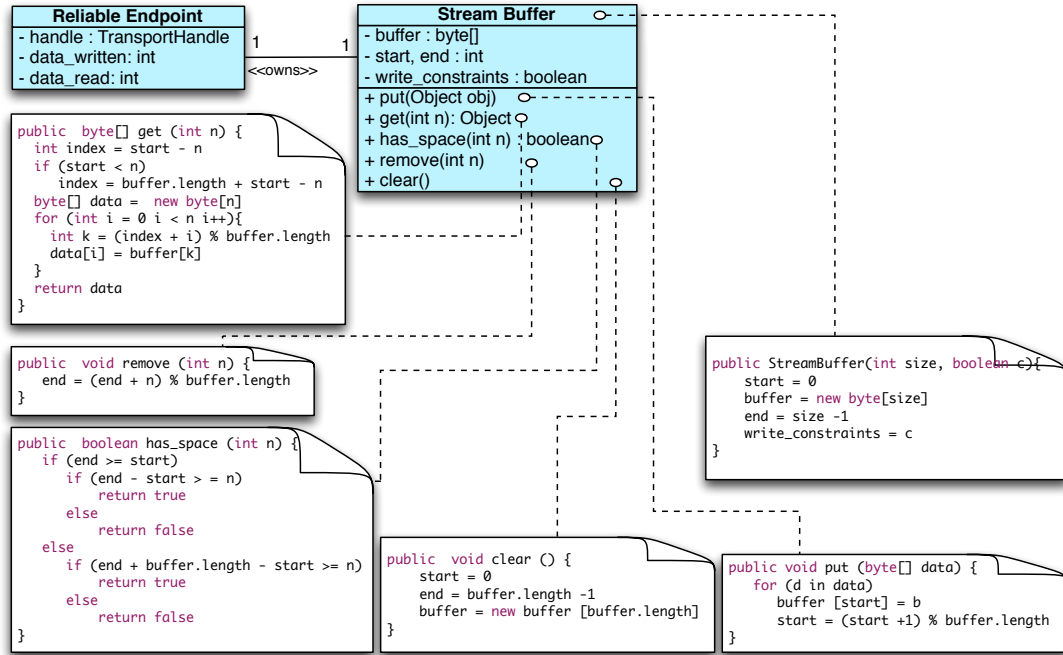 Reliable Endpoint
- handle : TransportHandle
- data_written: int
- data_read: int
1
1
<<owns>>
Stream Buffer
- buffer : byte[]
- start, end : int
- write_constraints : boolean
+ put(Object obj)
+ get(int n): Object
+ has_space(int n) : boolean
+ remove(int n)
+ clear()
public  byte[] get (int n) {
  int index = start - n
  if (start < n)
     index = buffer.length + start - n
  byte[] data =  new byte[n]
  for (int i = 0 i < n i++){
    int k = (index + i) % buffer.length
    data[i] = buffer[k]
  }
  return data
}
public  void remove (int n) {
   end = (end + n) % buffer.length
}
public  boolean has_space (int n) {
   if (end >= start)
      if (end - start > = n)
         return true
      else
         return false
   else
      if (end + buffer.length - start >= n)
         return true
      else
         return false
}
public  void clear () {
    start = 0
    end = buffer.length -1
    buffer = new buffer [buffer.length]
}
public StreamBuffer(int size, boolean c){
    start = 0
    buffer = new byte[size]
    end = size -1
    write_constraints = c
}
public void put (byte[] data) {
   for (d in data)
      buffer [start] = b
      start = (start +1) % buffer.length
}